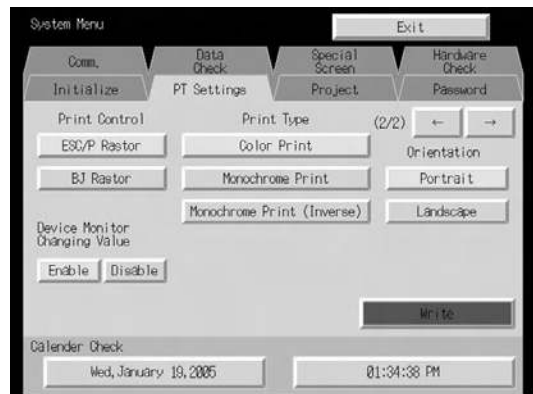 System Menu
Exit
Comm.
Data Check
Special Screen
Hardware Check
Initialize
PT Settings
Project
Password
Print Control
Print Type
(2/2)
←
→
ESC/P Rastor
Color Print
Orientation
BJ Rastor
Monochrome Print
Portrait
Monochrome Print (Inverse)
Landscape
Device Monitor
Changing Value
Enable
Disable
Write
Calender Check
Wed, January 19, 2005
01:34:38 PM